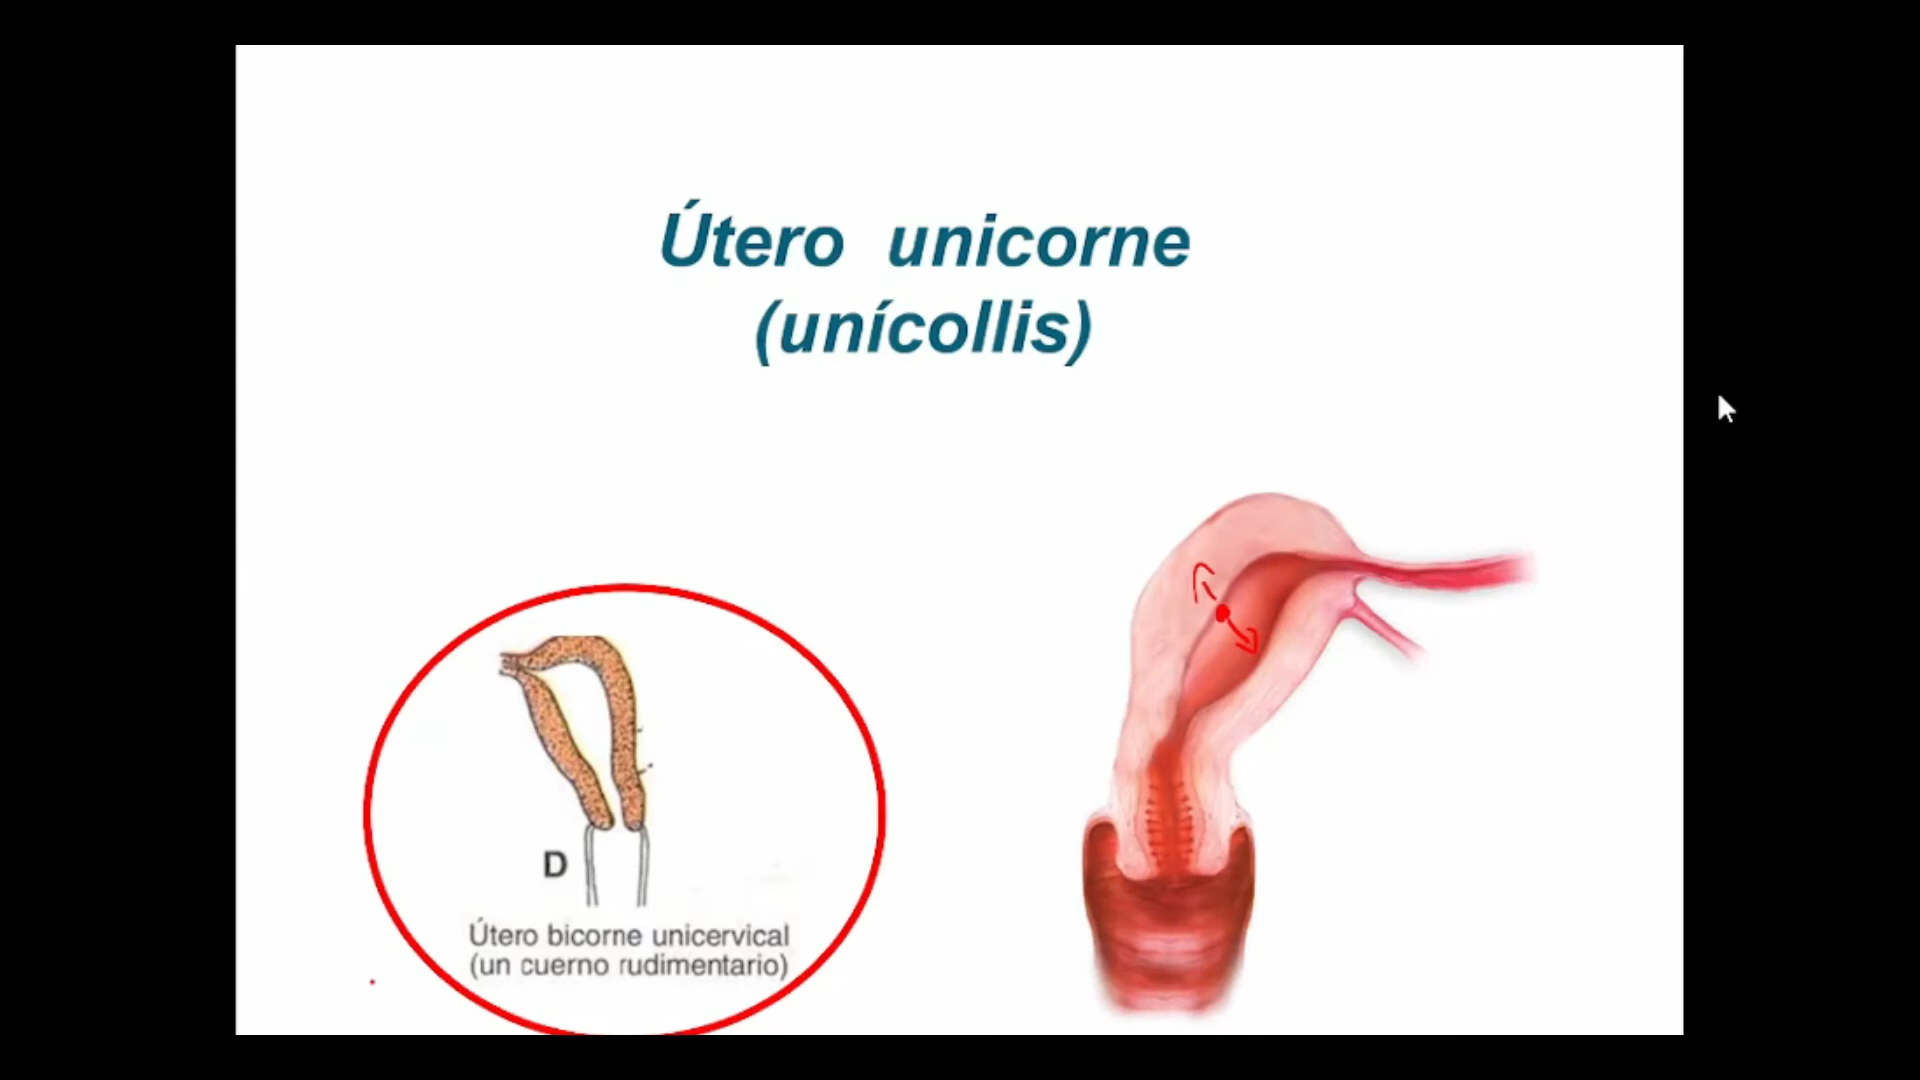 Útero unicorne
(unícollis)
D
Útero bicorne unicervical
(un cuerno rudimentario)